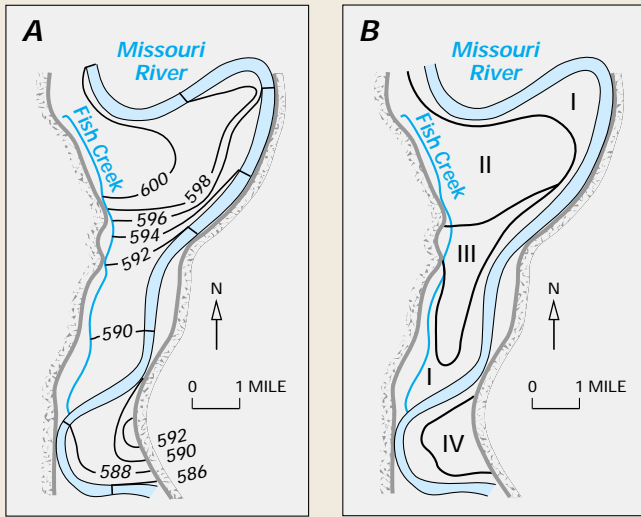 A
Missouri
River
Fish Creek
600
598
596
594
592
590
N
0 1 MILE
592
590
588
586
B
Missouri
River
I
Fish Creek
II
III
N
I
0 1 MILE
IV